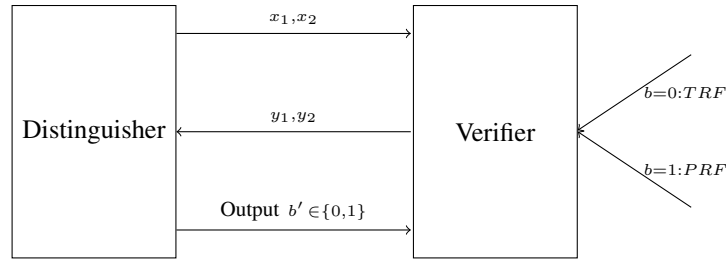 x₁,x₂
Distinguisher
Verifier
y₁,y₂
Output b′ ∈{0,1}
b=0:TRF
b=1:PRF